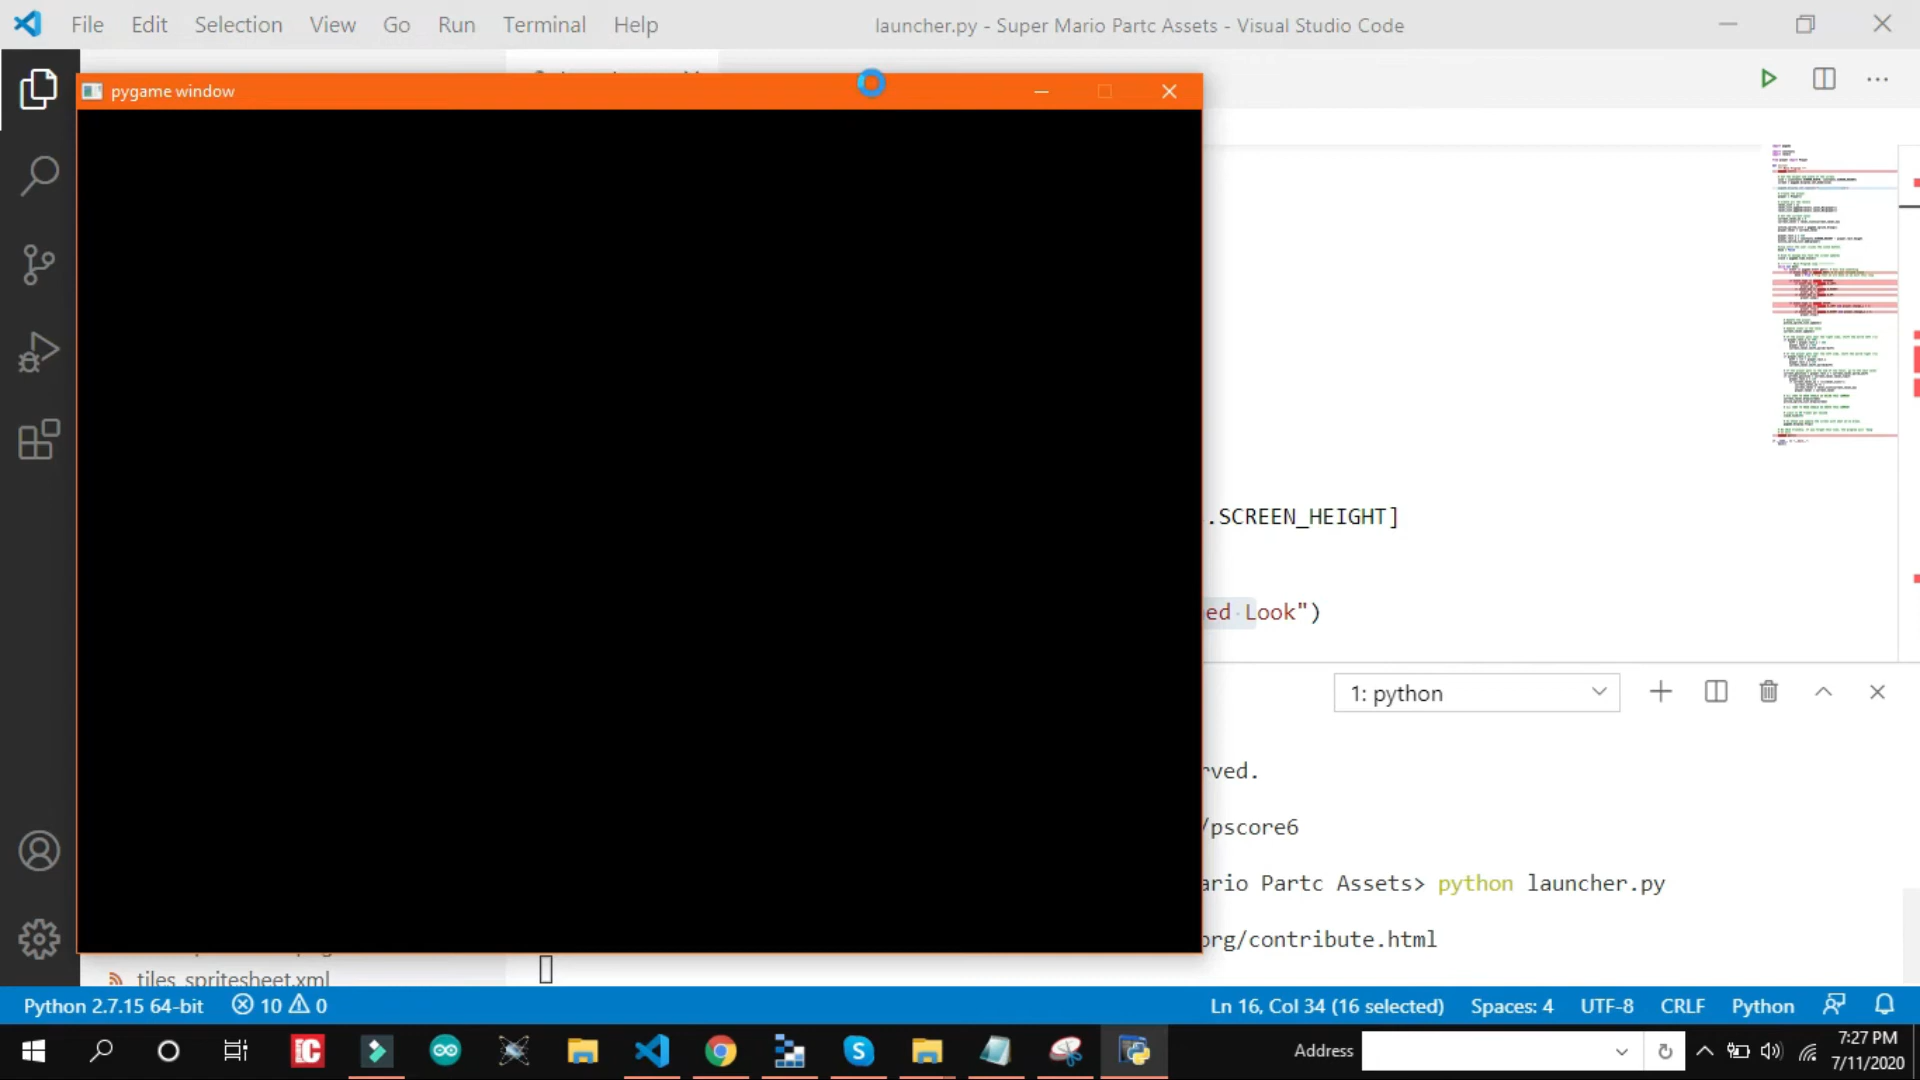 File Edit Selection View Go Run Terminal Help
launcher.py - Super Mario Partc Assets - Visual Studio Code
pygame window
.SCREEN_HEIGHT]
ed Look")
1: python
rved.
/pscore6
ario Partc Assets> python launcher.py
org/contribute.html
tiles_spritesheet.xml
Python 2.7.15 64-bit 10 0
Ln 16, Col 34 (16 selected) Spaces: 4 UTF-8 CRLF Python
Address
7:27 PM
7/11/2020